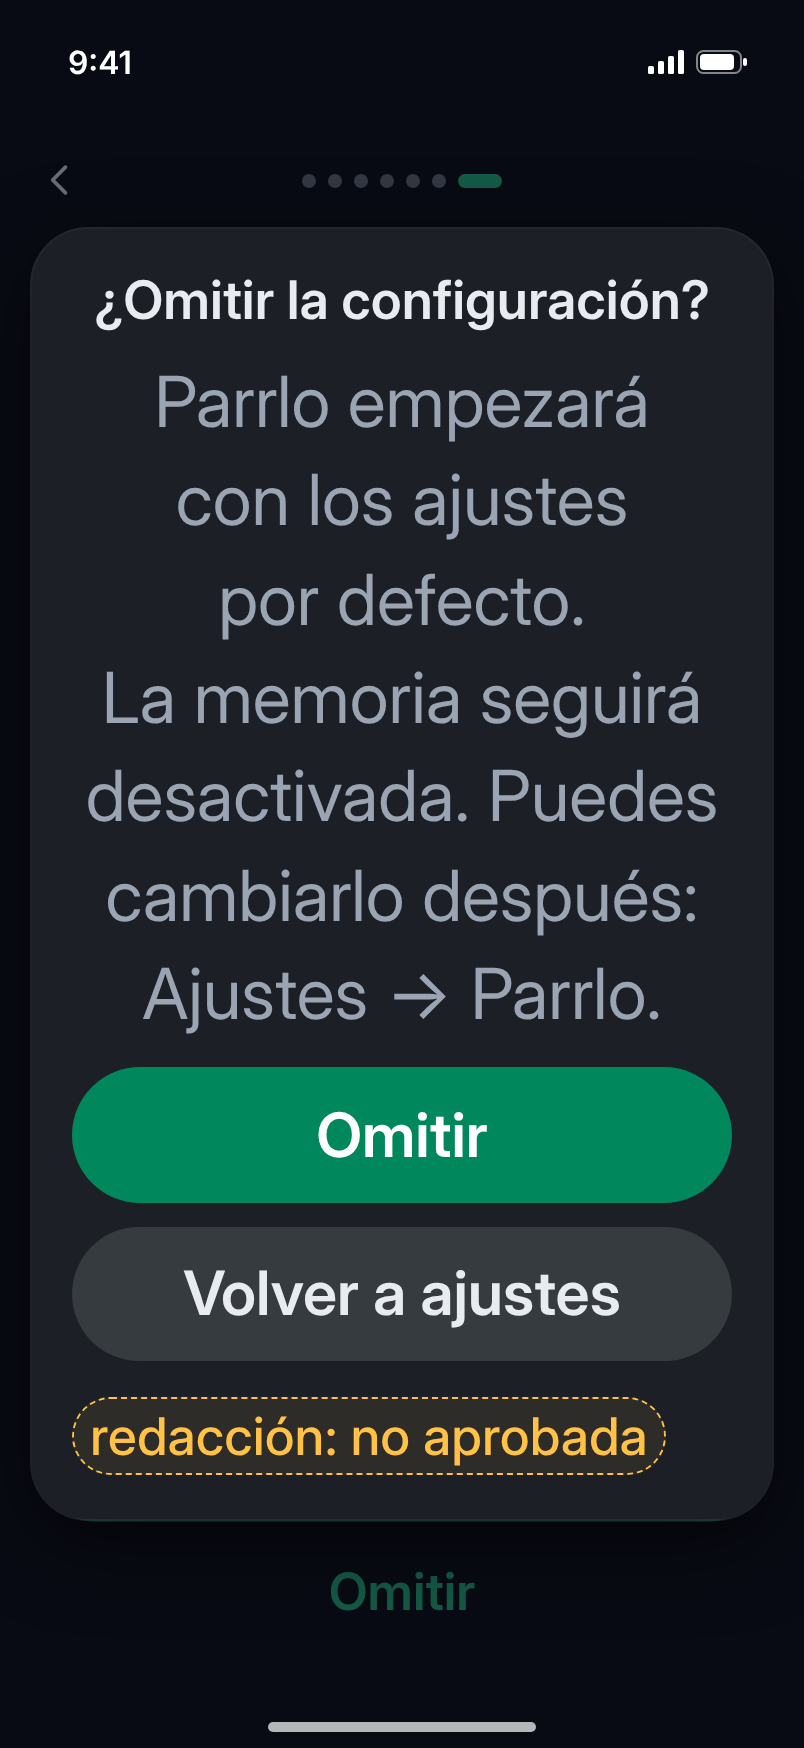 9:41
¿Omitir la configuración?
Parrlo empezará
con los ajustes
por defecto.
La memoria seguirá
desactivada. Puedes
cambiarlo después:
Ajustes → Parrlo.
Omitir
Volver a ajustes
redacción: no aprobada
Omitir